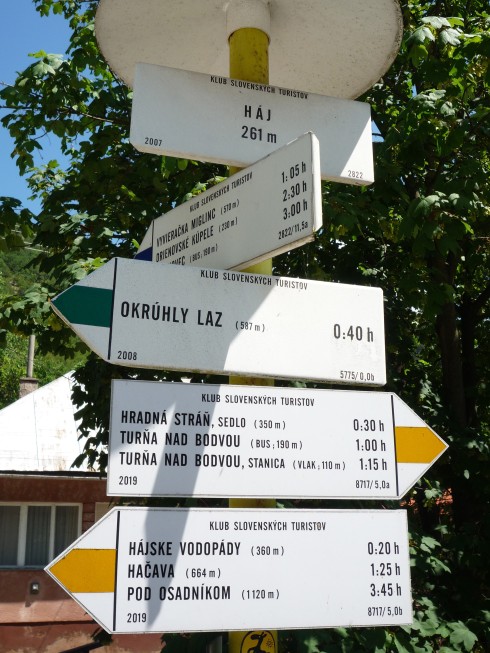 KLUB SLOVENSKÝCH TURISTOV
HÁJ
261 m
2007 2822
KLUB SLOVENSKÝCH TURISTOV
VYVIERAČKA MIGLINC (570 m) 1:05 h
DRIENOVSKÉ KÚPELE (230 m) 2:30 h
(BUS; 190 m) 3:00 h
2822/11,5a
KLUB SLOVENSKÝCH TURISTOV
OKRÚHLY LAZ (587 m) 0:40 h
2008 5775/0,0b
KLUB SLOVENSKÝCH TURISTOV
HRADNÁ STRÁŇ, SEDLO (350 m) 0:30 h
TURŇA NAD BODVOU (BUS; 190 m) 1:00 h
TURŇA NAD BODVOU, STANICA (VLAK; 110 m) 1:15 h
2019 8717/5,0a
KLUB SLOVENSKÝCH TURISTOV
HÁJSKE VODOPÁDY (360 m) 0:20 h
HAČAVA (664 m) 1:25 h
POD OSADNÍKOM (1120 m) 3:45 h
2019 8717/5,0b